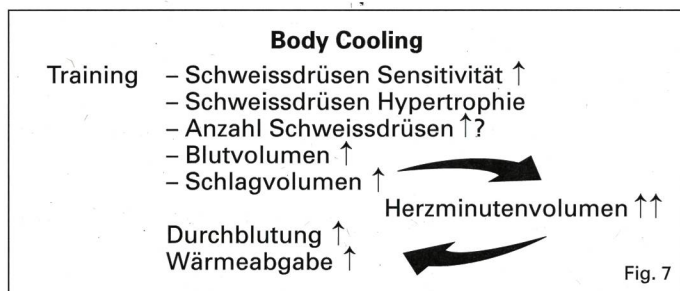 Body Cooling
Training – Schweissdrüsen Sensitivität ↑
– Schweissdrüsen Hypertrophie
– Anzahl Schweissdrüsen ↑?
– Blutvolumen ↑
– Schlagvolumen ↑
Herzminutenvolumen ↑↑
Durchblutung ↑
Wärmeabgabe ↑
Fig. 7